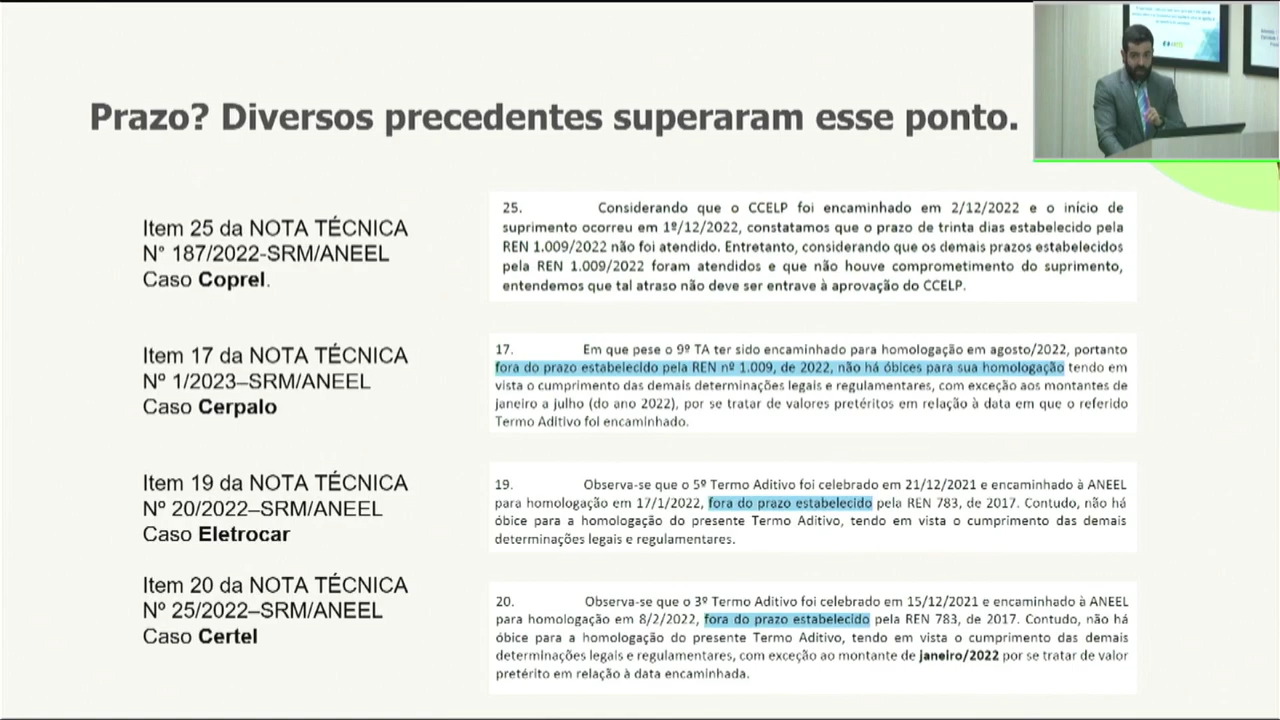 Prazo? Diversos precedentes superaram esse ponto.
Item 25 da NOTA TÉCNICA
N° 187/2022-SRM/ANEEL
Caso Coprel.
25. Considerando que o CCELP foi encaminhado em 2/12/2022 e o início de
suprimento ocorreu em 1º/12/2022, constatamos que o prazo de trinta dias estabelecido pela
REN 1.009/2022 não foi atendido. Entretanto, considerando que os demais prazos estabelecidos
pela REN 1.009/2022 foram atendidos e que não houve comprometimento do suprimento,
entendemos que tal atraso não deve ser entrave à aprovação do CCELP.
Item 17 da NOTA TÉCNICA
Nº 1/2023–SRM/ANEEL
Caso Cerpalo
17. Em que pese o 9º TA ter sido encaminhado para homologação em agosto/2022, portanto
fora do prazo estabelecido pela REN nº 1.009, de 2022, não há óbices para sua homologação tendo em
vista o cumprimento das demais determinações legais e regulamentares, com exceção aos montantes de
janeiro a julho (do ano 2022), por se tratar de valores pretéritos em relação à data em que o referido
Termo Aditivo foi encaminhado.
Item 19 da NOTA TÉCNICA
Nº 20/2022–SRM/ANEEL
Caso Eletrocar
19. Observa-se que o 5º Termo Aditivo foi celebrado em 21/12/2021 e encaminhado à ANEEL
para homologação em 17/1/2022, fora do prazo estabelecido pela REN 783, de 2017. Contudo, não há
óbice para a homologação do presente Termo Aditivo, tendo em vista o cumprimento das demais
determinações legais e regulamentares.
Item 20 da NOTA TÉCNICA
Nº 25/2022–SRM/ANEEL
Caso Certel
20. Observa-se que o 3º Termo Aditivo foi celebrado em 15/12/2021 e encaminhado à ANEEL
para homologação em 8/2/2022, fora do prazo estabelecido pela REN 783, de 2017. Contudo, não há
óbice para a homologação do presente Termo Aditivo, tendo em vista o cumprimento das demais
determinações legais e regulamentares, com exceção ao montante de janeiro/2022 por se tratar de valor
pretérito em relação à data encaminhada.